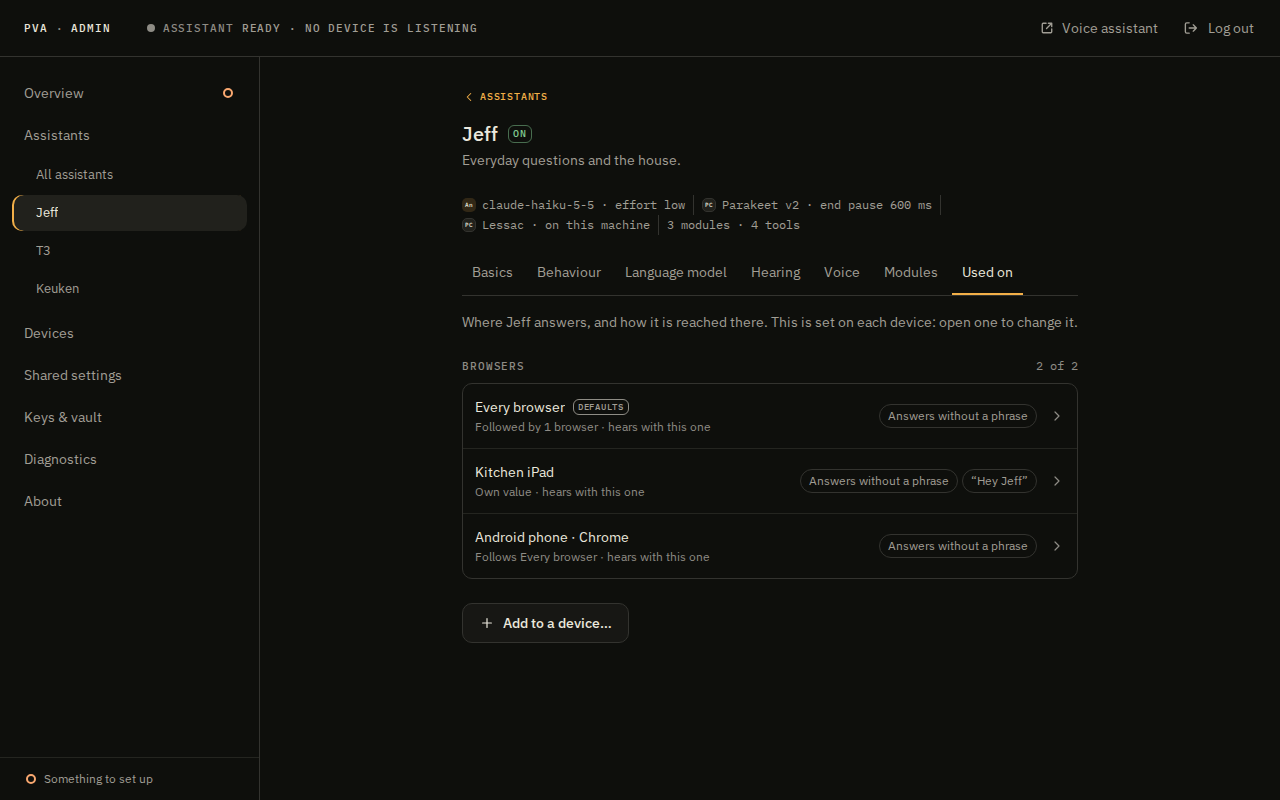 PVA · ADMIN
ASSISTANT READY · NO DEVICE IS LISTENING
Voice assistant
Log out
Overview
Assistants
All assistants
Jeff
T3
Keuken
Devices
Shared settings
Keys & vault
Diagnostics
About
Something to set up
ASSISTANTS
Jeff ON
Everyday questions and the house.
An claude-haiku-5-5 · effort low PC Parakeet v2 · end pause 600 ms
PC Lessac · on this machine 3 modules · 4 tools
Basics Behaviour Language model Hearing Voice Modules Used on
Where Jeff answers, and how it is reached there. This is set on each device: open one to change it.
BROWSERS 2 of 2
Every browser DEFAULTS
Followed by 1 browser · hears with this one
Answers without a phrase
Kitchen iPad
Own value · hears with this one
Answers without a phrase “Hey Jeff”
Android phone · Chrome
Follows Every browser · hears with this one
Answers without a phrase
Add to a device…